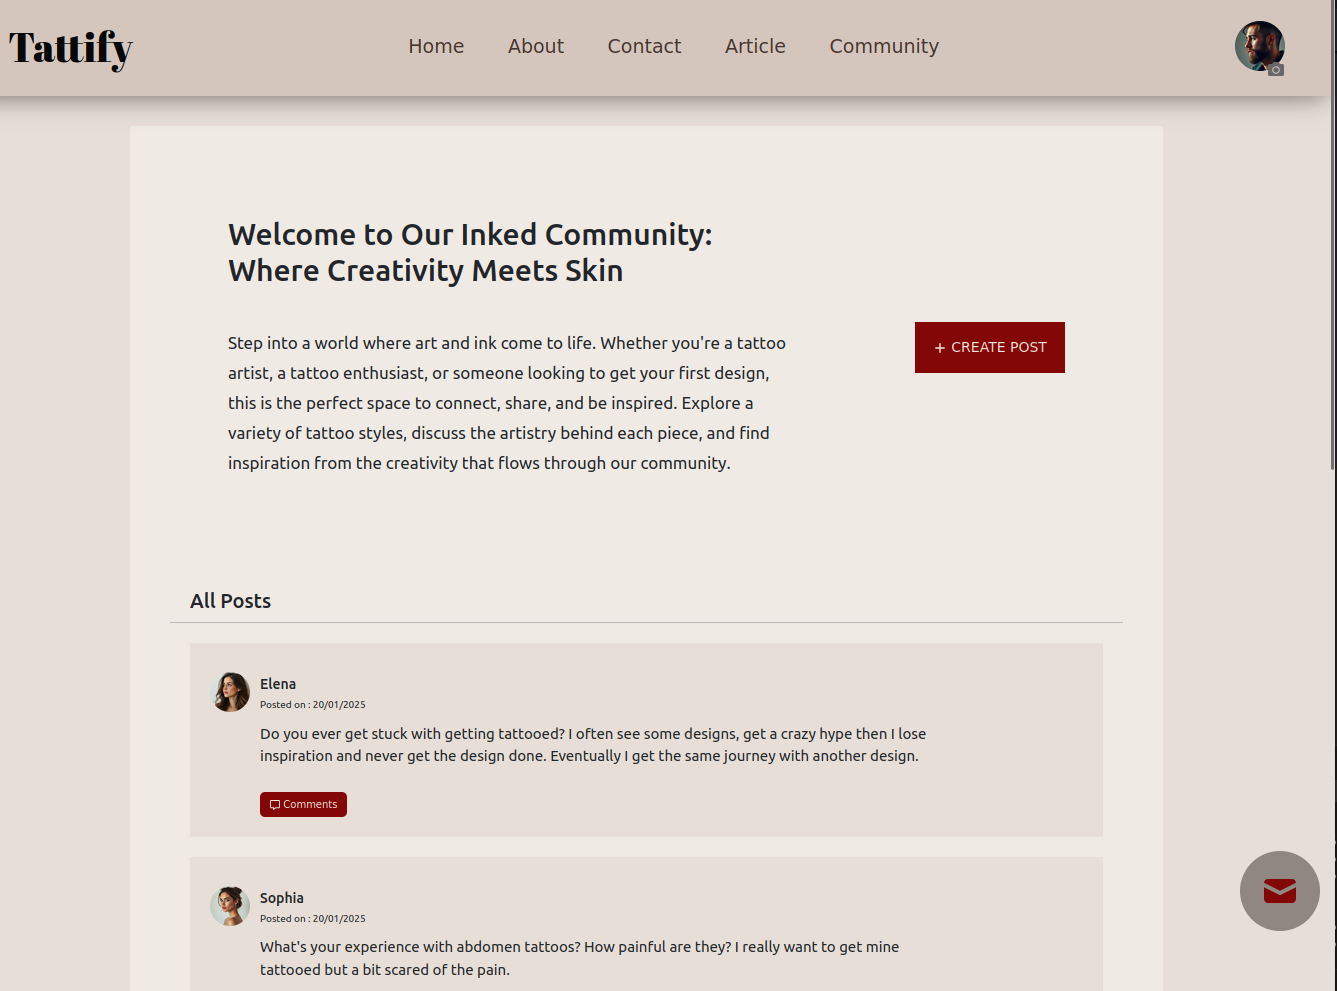 Tattify
Home About Contact Article Community
Welcome to Our Inked Community:
Where Creativity Meets Skin
Step into a world where art and ink come to life. Whether you're a tattoo
artist, a tattoo enthusiast, or someone looking to get your first design,
this is the perfect space to connect, share, and be inspired. Explore a
variety of tattoo styles, discuss the artistry behind each piece, and find
inspiration from the creativity that flows through our community.
+ CREATE POST
All Posts
Elena
Posted on : 20/01/2025
Do you ever get stuck with getting tattooed? I often see some designs, get a crazy hype then I lose
inspiration and never get the design done. Eventually I get the same journey with another design.
Comments
Sophia
Posted on : 20/01/2025
What's your experience with abdomen tattoos? How painful are they? I really want to get mine
tattooed but a bit scared of the pain.